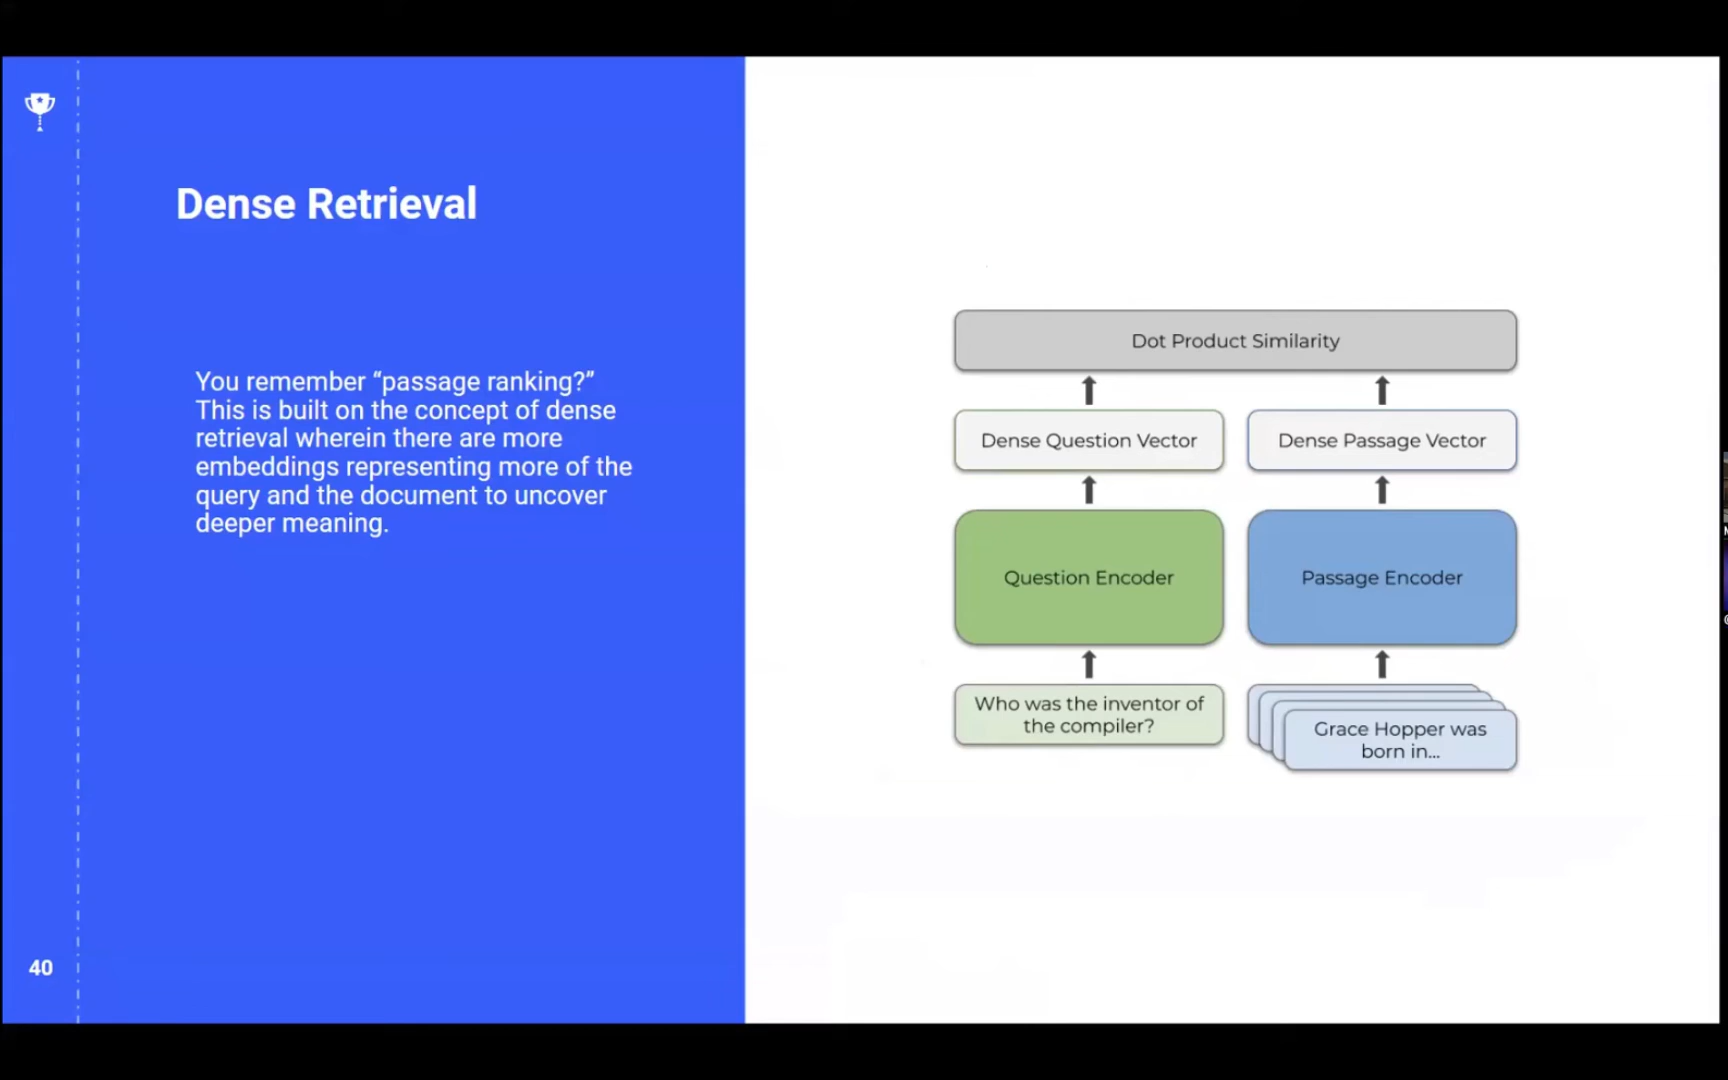 Dense Retrieval
You remember “passage ranking?”
This is built on the concept of dense
retrieval wherein there are more
embeddings representing more of the
query and the document to uncover
deeper meaning.
40
Dot Product Similarity
Dense Question Vector
Dense Passage Vector
Question Encoder
Passage Encoder
Who was the inventor of
the compiler?
Grace Hopper was
born in...